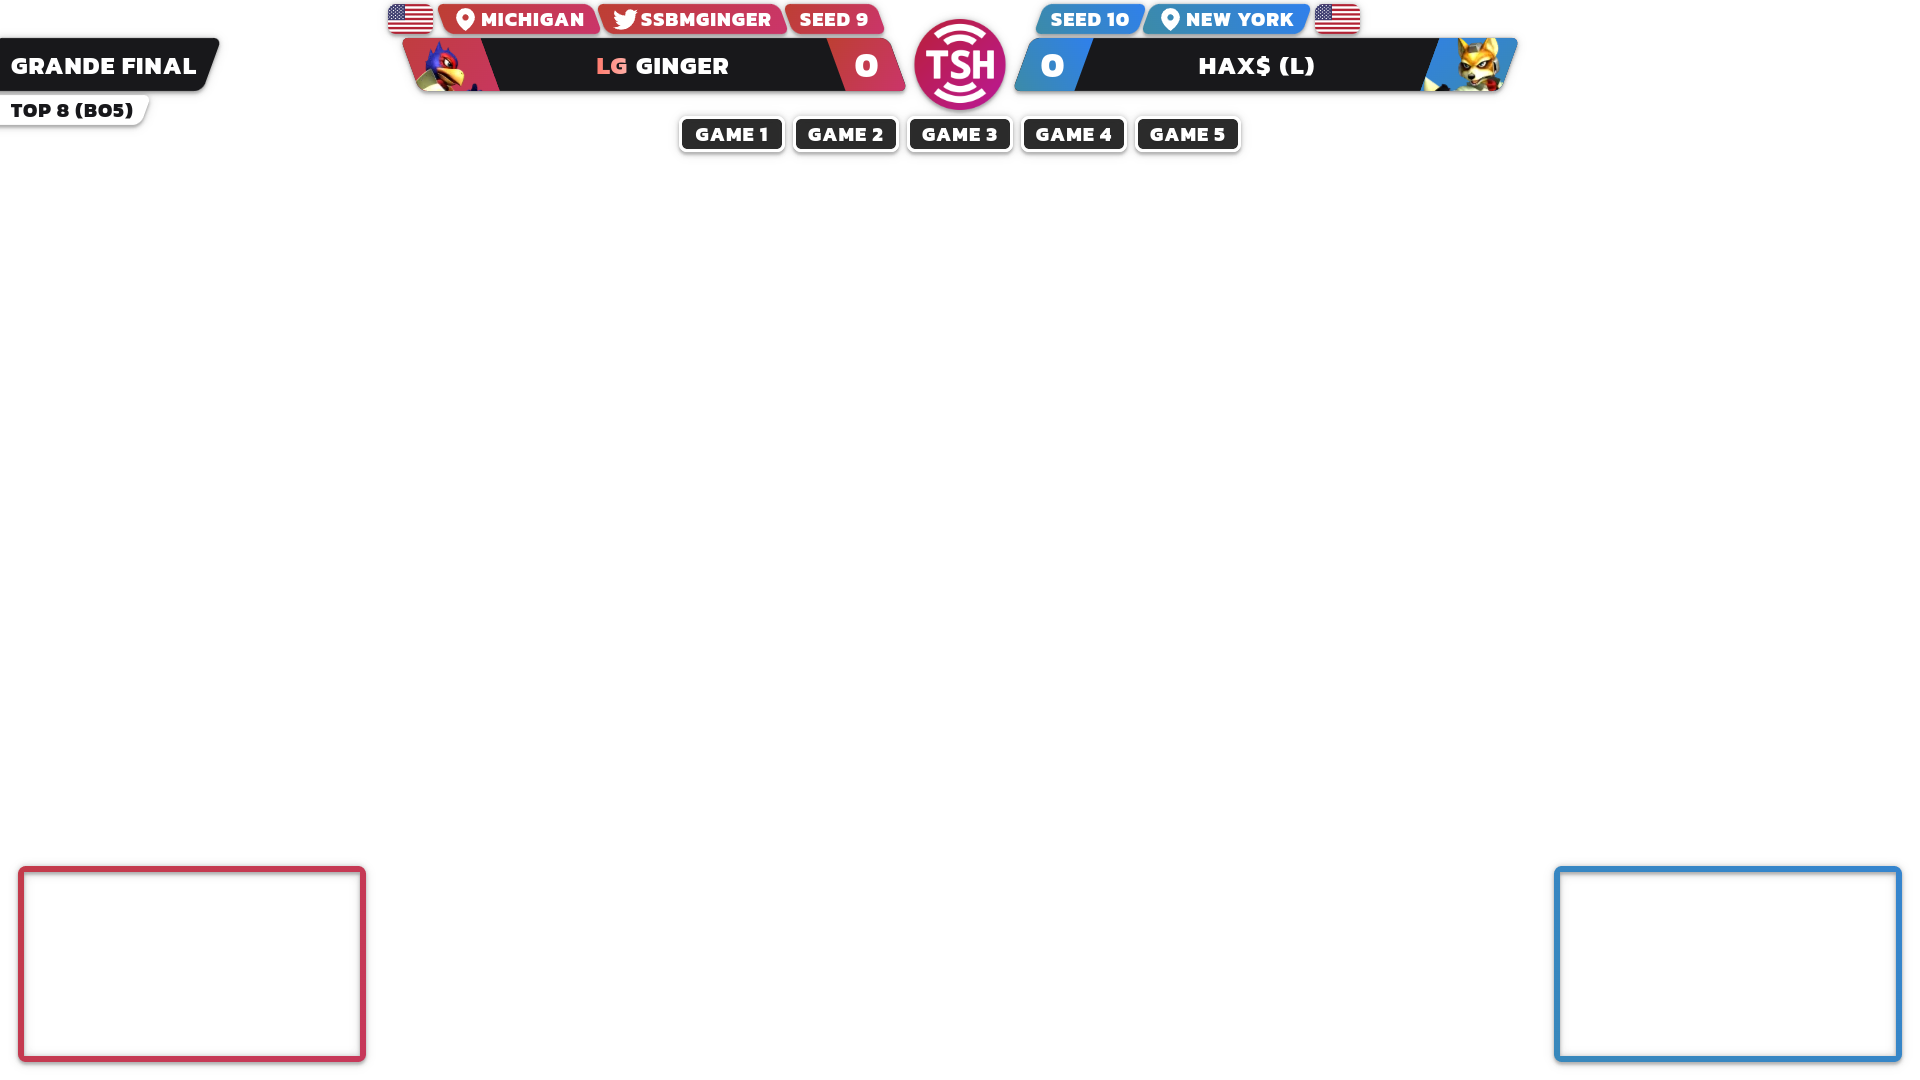 MICHIGAN SSBMGINGER SEED 9
SEED 10 NEW YORK
GRANDE FINAL
LG GINGER 0
TSH
0 HAX$ (L)
TOP 8 (BO5)
GAME 1 GAME 2 GAME 3 GAME 4 GAME 5